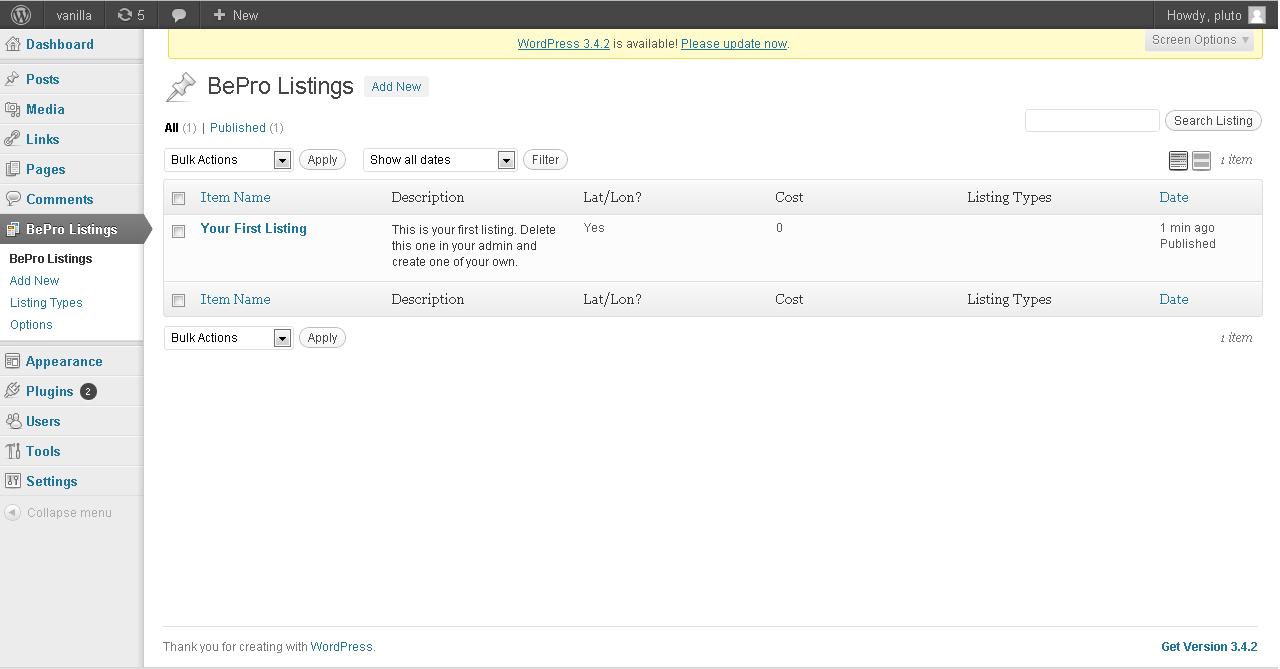 vanilla 5 New Howdy, pluto
WordPress 3.4.2 is available! Please update now.
Screen Options
Dashboard
Posts
Media
Links
Pages
Comments
BePro Listings
BePro Listings
Add New
Listing Types
Options
Appearance
Plugins 2
Users
Tools
Settings
Collapse menu
BePro Listings Add New
All (1) | Published (1)
Search Listing
Bulk Actions Apply Show all dates Filter 1 item
Item Name Description Lat/Lon? Cost Listing Types Date
Your First Listing This is your first listing. Delete Yes 0 1 min ago
this one in your admin and Published
create one of your own.
Item Name Description Lat/Lon? Cost Listing Types Date
Bulk Actions Apply 1 item
Thank you for creating with WordPress. Get Version 3.4.2